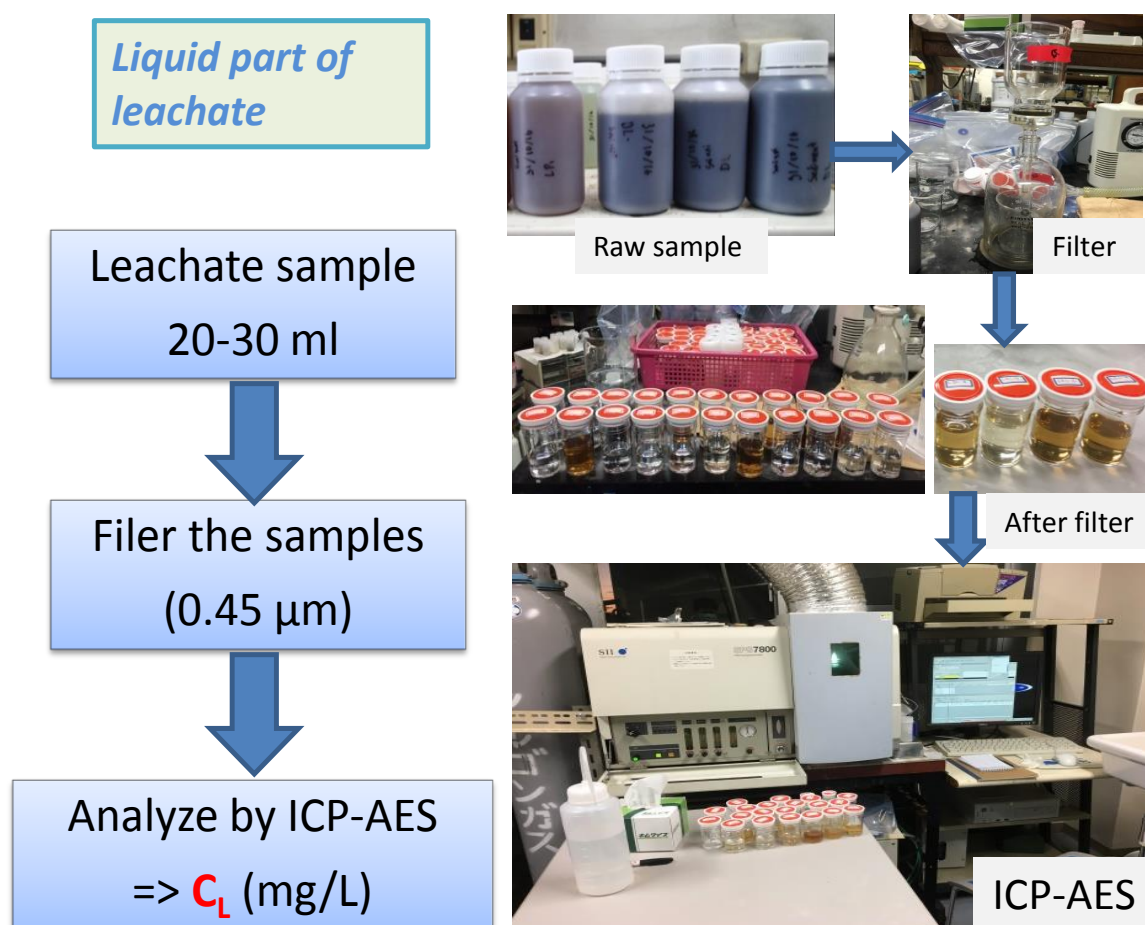 Liquid part of
leachate
Leachate sample
20-30 ml
Filer the samples
(0.45 µm)
Analyze by ICP-AES
=> CL (mg/L)
Raw sample
Filter
After filter
SII
7800
ICP-AES